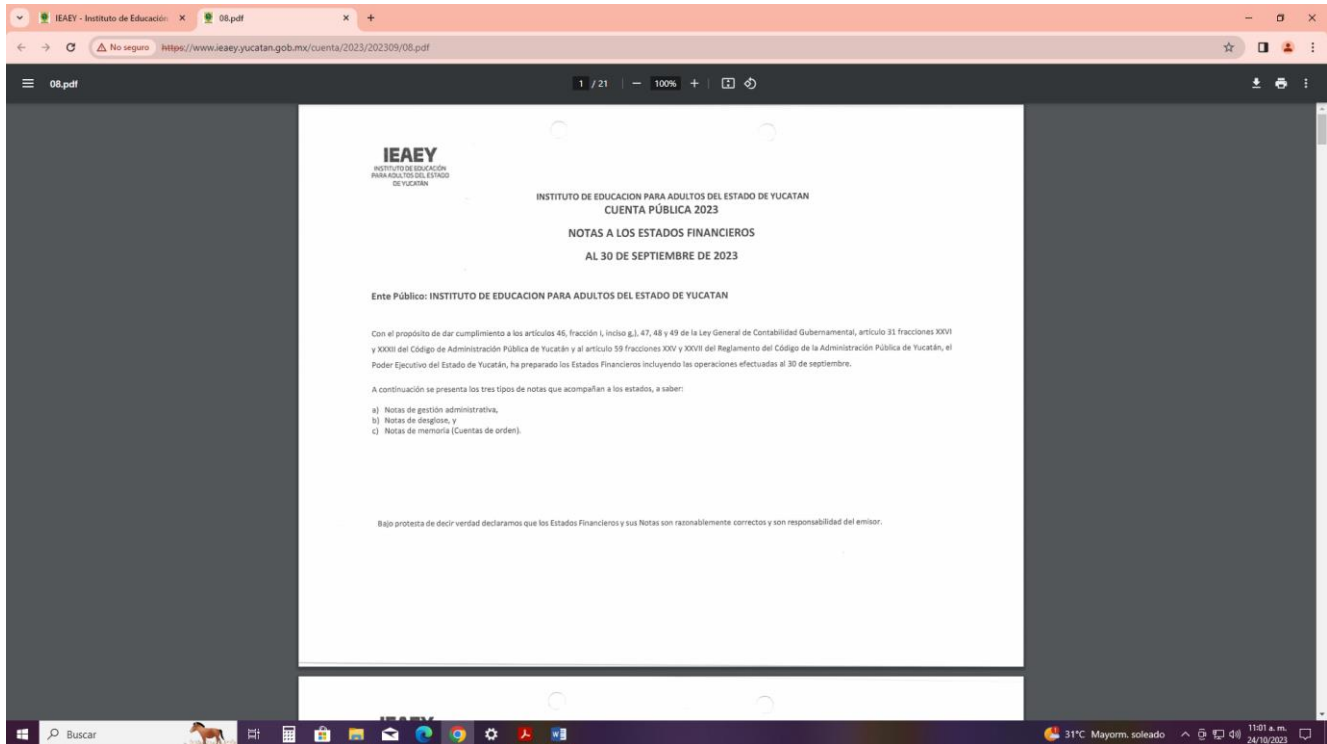 IEAEY - Instituto de Educación
08.pdf
No seguro
https://www.ieaey.yucatan.gob.mx/cuenta/2023/202309/08.pdf
08.pdf
1 / 21
100%
IEAEY
INSTITUTO DE EDUCACIÓN
PARA ADULTOS DEL ESTADO
DE YUCATÁN
INSTITUTO DE EDUCACION PARA ADULTOS DEL ESTADO DE YUCATAN
CUENTA PÚBLICA 2023
NOTAS A LOS ESTADOS FINANCIEROS
AL 30 DE SEPTIEMBRE DE 2023
Ente Público: INSTITUTO DE EDUCACION PARA ADULTOS DEL ESTADO DE YUCATAN
Con el propósito de dar cumplimiento a los artículos 46, fracción I, inciso g,), 47, 48 y 49 de la Ley General de Contabilidad Gubernamental, artículo 31 fracciones XXVI
y XXXII del Código de Administración Pública de Yucatán y al artículo 59 fracciones XXV y XXVII del Reglamento del Código de la Administración Pública de Yucatán, el
Poder Ejecutivo del Estado de Yucatán, ha preparado los Estados Financieros incluyendo las operaciones efectuadas al 30 de septiembre.
A continuación se presenta los tres tipos de notas que acompañan a los estados, a saber:
a) Notas de gestión administrativa,
b) Notas de desglose, y
c) Notas de memoria (Cuentas de orden).
Bajo protesta de decir verdad declaramos que los Estados Financieros y sus Notas son razonablemente correctos y son responsabilidad del emisor.
IEAEY
Buscar
31°C Mayorm. soleado
11:01 a. m.
24/10/2023